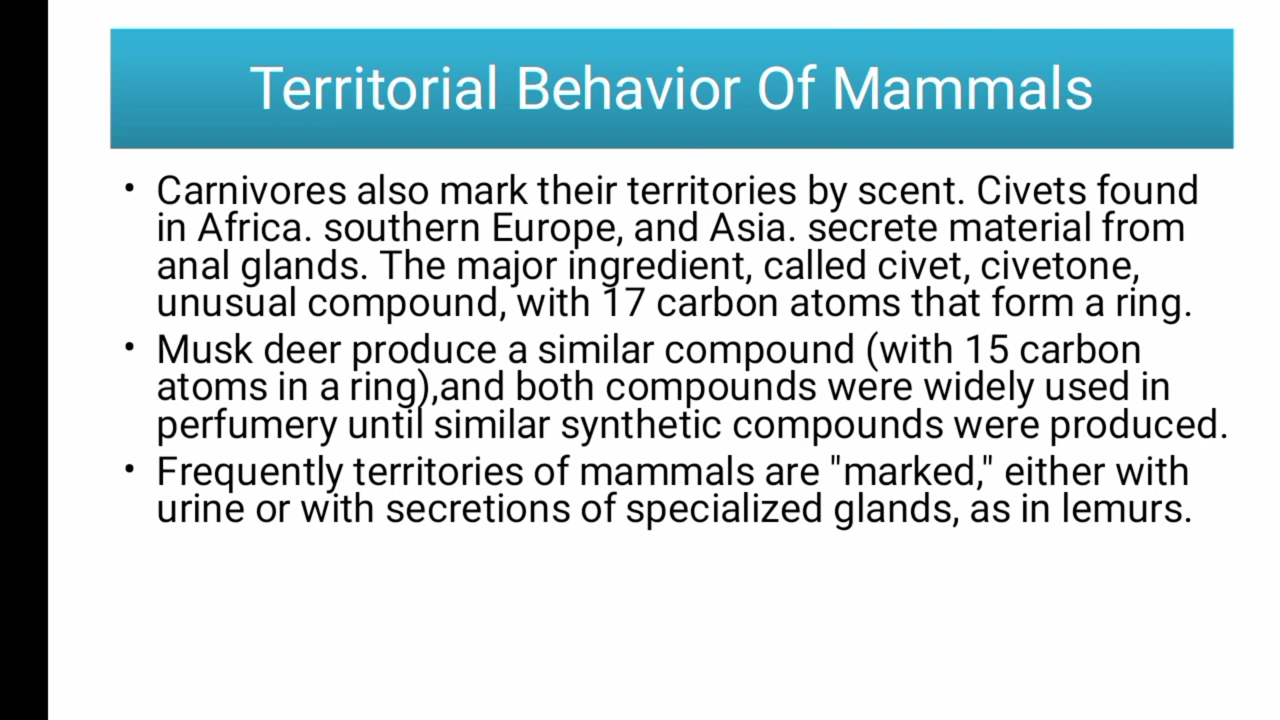 Territorial Behavior Of Mammals
• Carnivores also mark their territories by scent. Civets found
in Africa. southern Europe, and Asia. secrete material from
anal glands. The major ingredient, called civet, civetone,
unusual compound, with 17 carbon atoms that form a ring.
• Musk deer produce a similar compound (with 15 carbon
atoms in a ring),and both compounds were widely used in
perfumery until similar synthetic compounds were produced.
• Frequently territories of mammals are "marked," either with
urine or with secretions of specialized glands, as in lemurs.